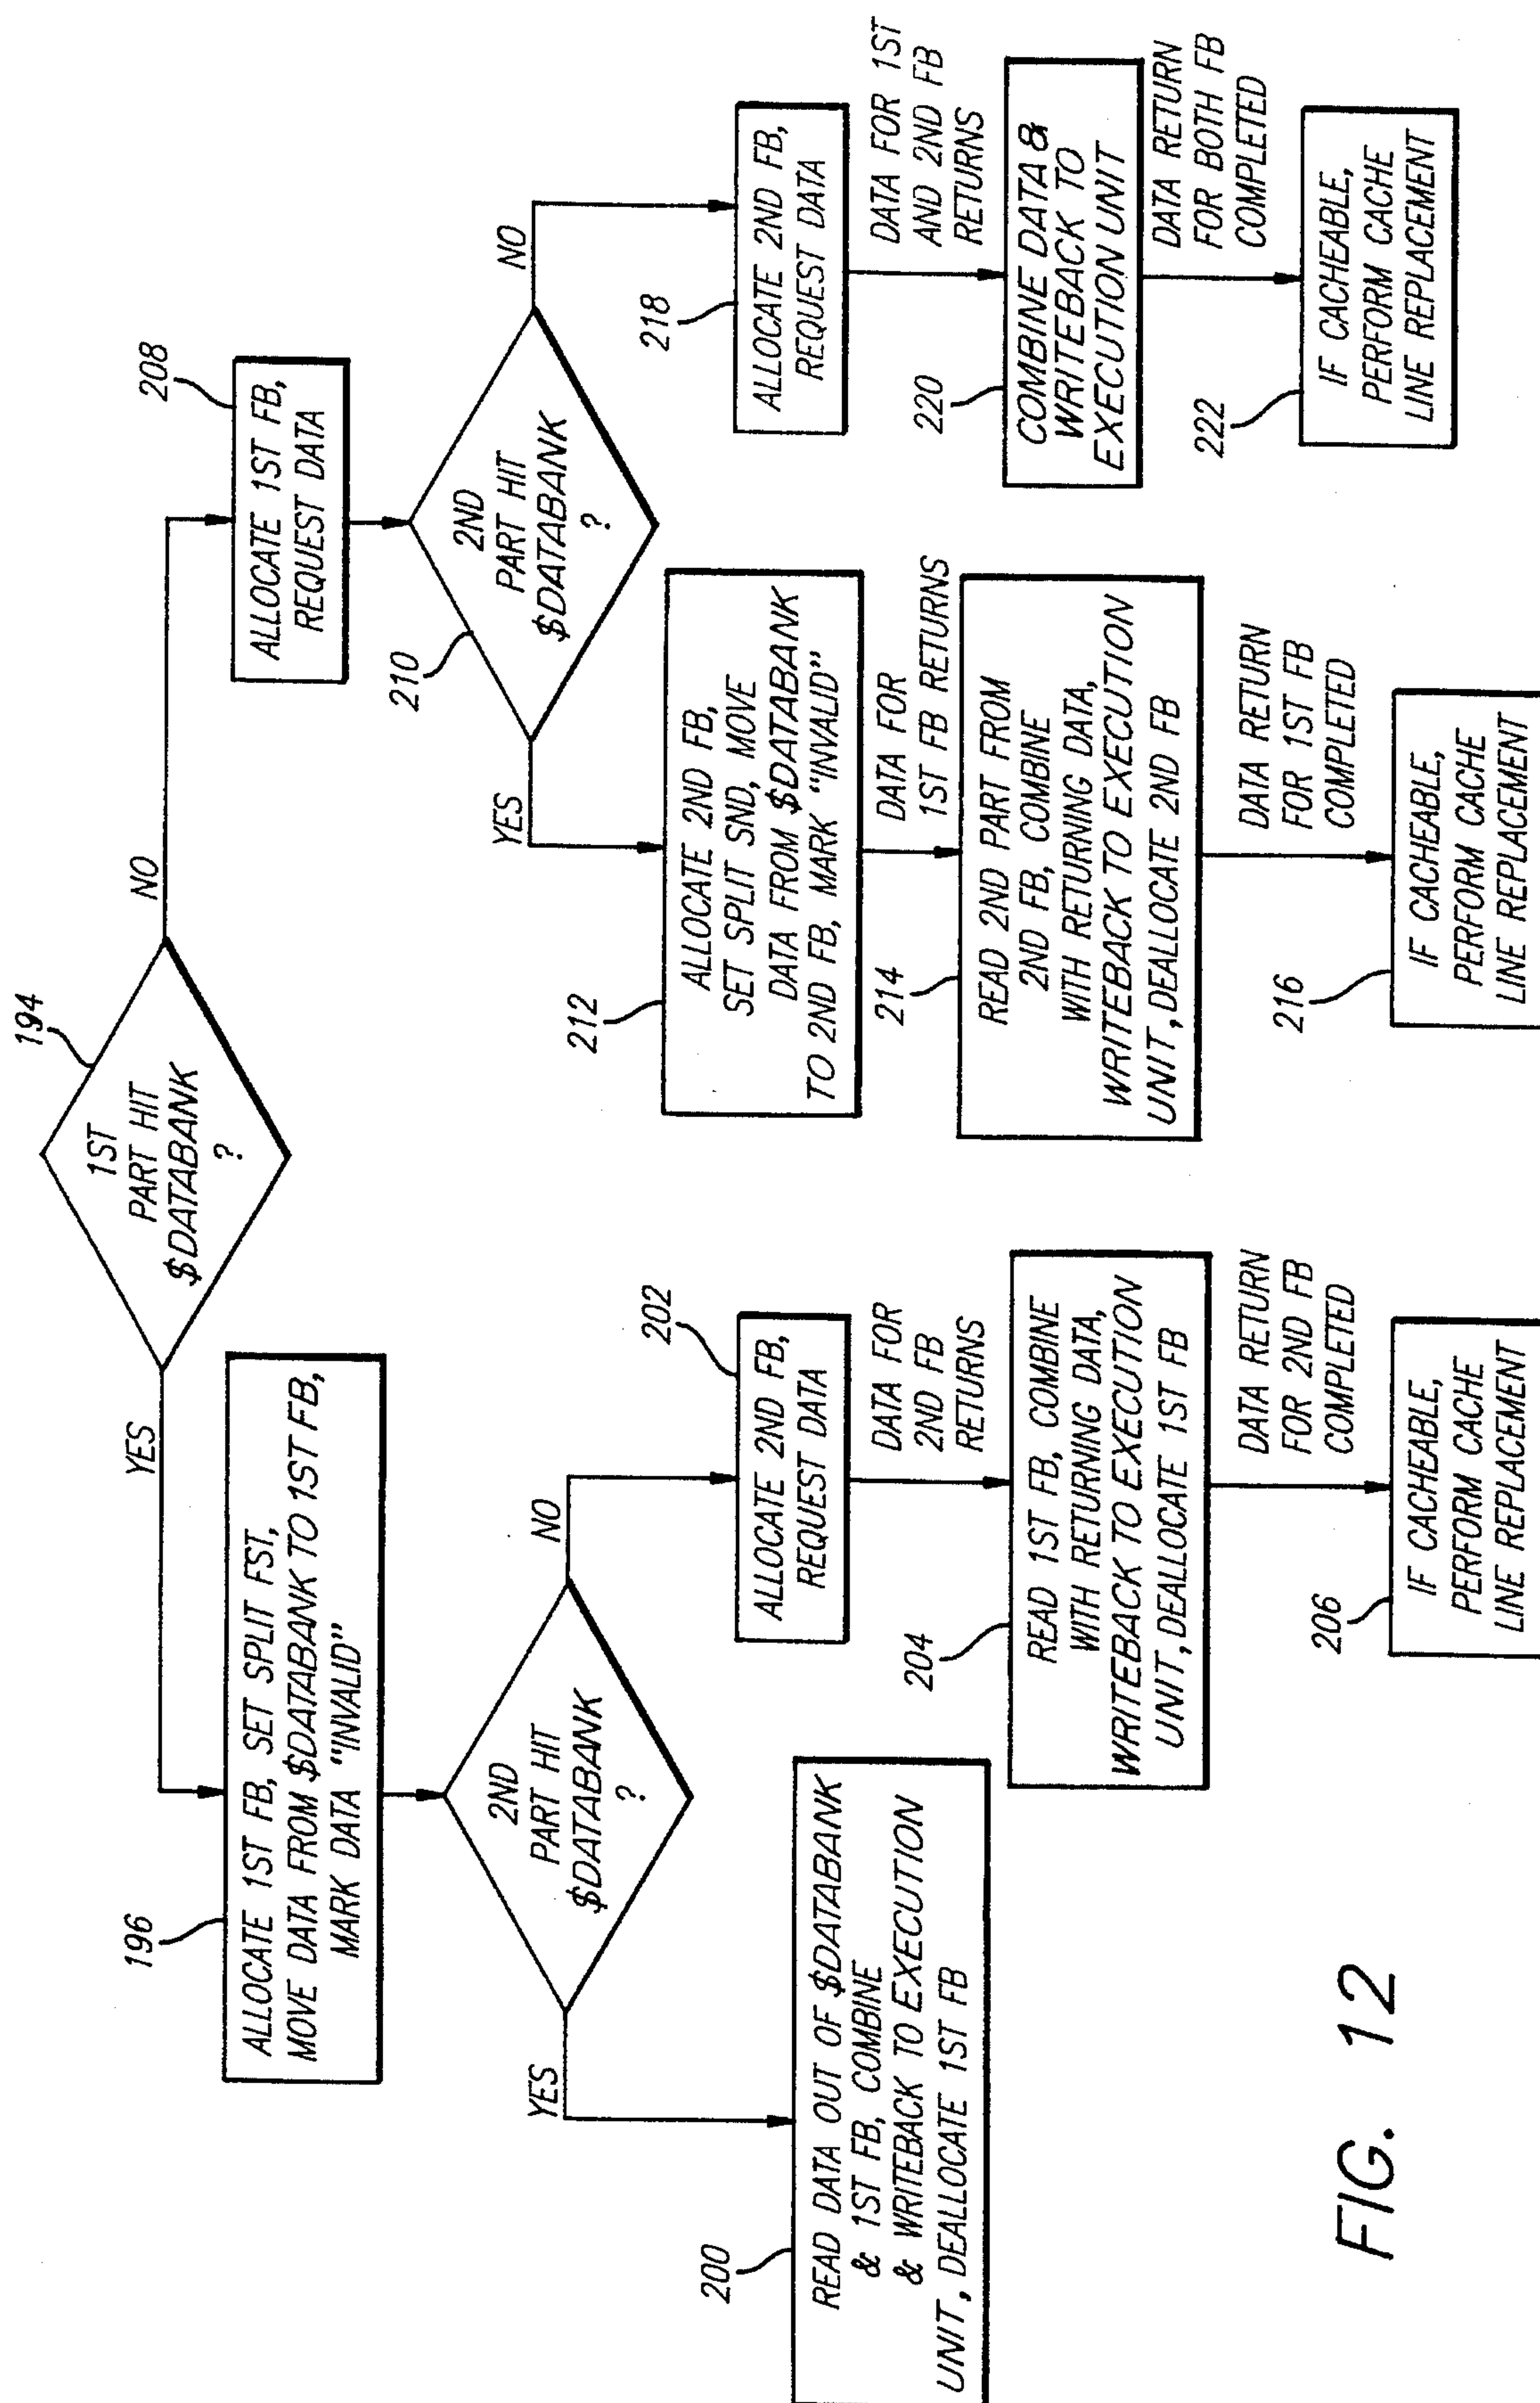 194
1ST
PART HIT
$DATABANK
?
YES
NO
196
ALLOCATE 1ST FB, SET SPLIT FST,
MOVE DATA FROM $DATABANK TO 1ST FB,
MARK DATA "INVALID"
2ND
PART HIT
$DATABANK
?
YES
NO
200
READ DATA OUT OF $DATABANK
& 1ST FB, COMBINE
& WRITEBACK TO EXECUTION
UNIT, DEALLOCATE 1ST FB
202
ALLOCATE 2ND FB,
REQUEST DATA
DATA FOR
2ND FB
RETURNS
204
READ 1ST FB, COMBINE
WITH RETURNING DATA,
WRITEBACK TO EXECUTION
UNIT, DEALLOCATE 1ST FB
DATA RETURN
FOR 2ND FB
COMPLETED
206
IF CACHEABLE,
PERFORM CACHE
LINE REPLACEMENT
208
ALLOCATE 1ST FB,
REQUEST DATA
210
2ND
PART HIT
$DATABANK
?
YES
NO
212
ALLOCATE 2ND FB,
SET SPLIT SND, MOVE
DATA FROM $DATABANK
TO 2ND FB, MARK "INVALID"
DATA FOR
1ST FB RETURNS
214
READ 2ND PART FROM
2ND FB, COMBINE
WITH RETURNING DATA,
WRITEBACK TO EXECUTION
UNIT, DEALLOCATE 2ND FB
DATA RETURN
FOR 1ST FB
COMPLETED
216
IF CACHEABLE,
PERFORM CACHE
LINE REPLACEMENT
218
ALLOCATE 2ND FB,
REQUEST DATA
DATA FOR 1ST
AND 2ND FB
RETURNS
220
COMBINE DATA &
WRITEBACK TO
EXECUTION UNIT
DATA RETURN
FOR BOTH FB
COMPLETED
222
IF CACHEABLE,
PERFORM CACHE
LINE REPLACEMENT
FIG. 12